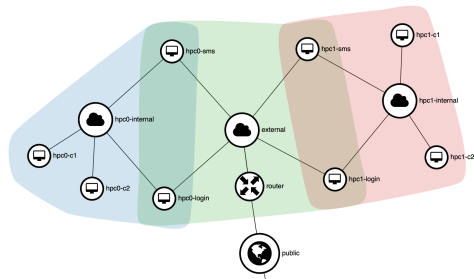 hpc1-c1
hpc0-sms
hpc1-sms
hpc1-internal
hpc0-internal
external
hpc0-c1
hpc1-c2
hpc0-c2
router
hpc1-login
hpc0-login
public